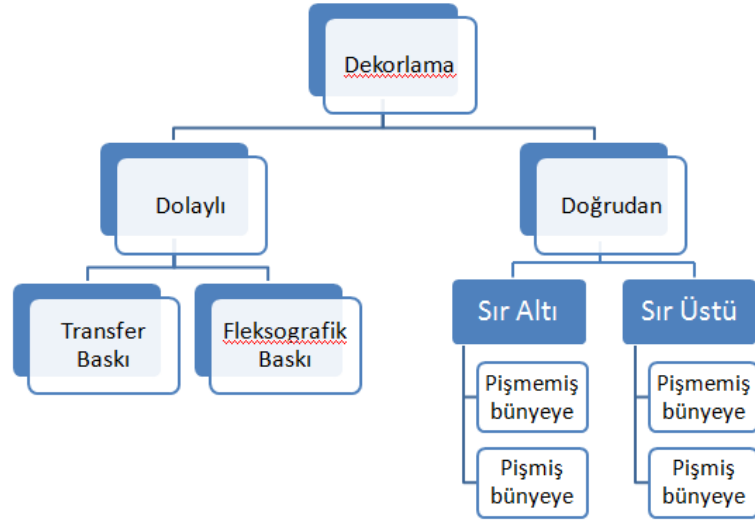 Dekorlama
Dolaylı
Doğrudan
Transfer
Baskı
Fleksografik
Baskı
Sır Altı
Sır Üstü
Pişmemiş
bünyeye
Pişmemiş
bünyeye
Pişmiş
bünyeye
Pişmiş
bünyeye